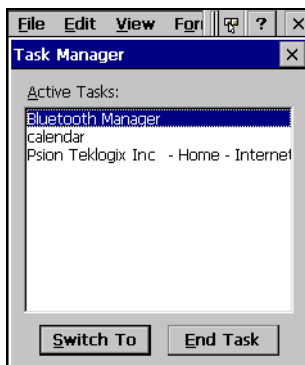 File Edit View For ? ×
Task Manager ×
Active Tasks:
Bluetooth Manager
calendar
Psion Teklogix Inc - Home - Internet
Switch To End Task